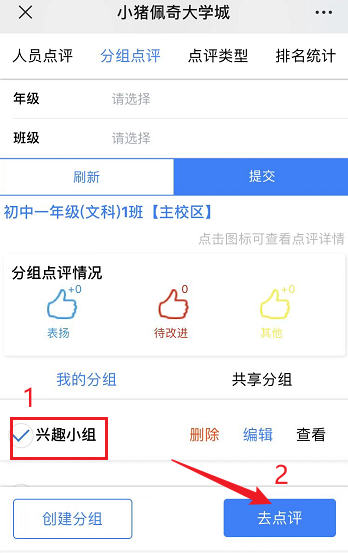 小猪佩奇大学城
人员点评 分组点评 点评类型 排名统计
年级 请选择
班级 请选择
刷新 提交
初中一年级(文科)1班【主校区】
点击图标可查看点评详情
分组点评情况
+0 0 +0
表扬 待改进 其他
我的分组 共享分组
1
兴趣小组 删除 编辑 查看
2
创建分组 去点评